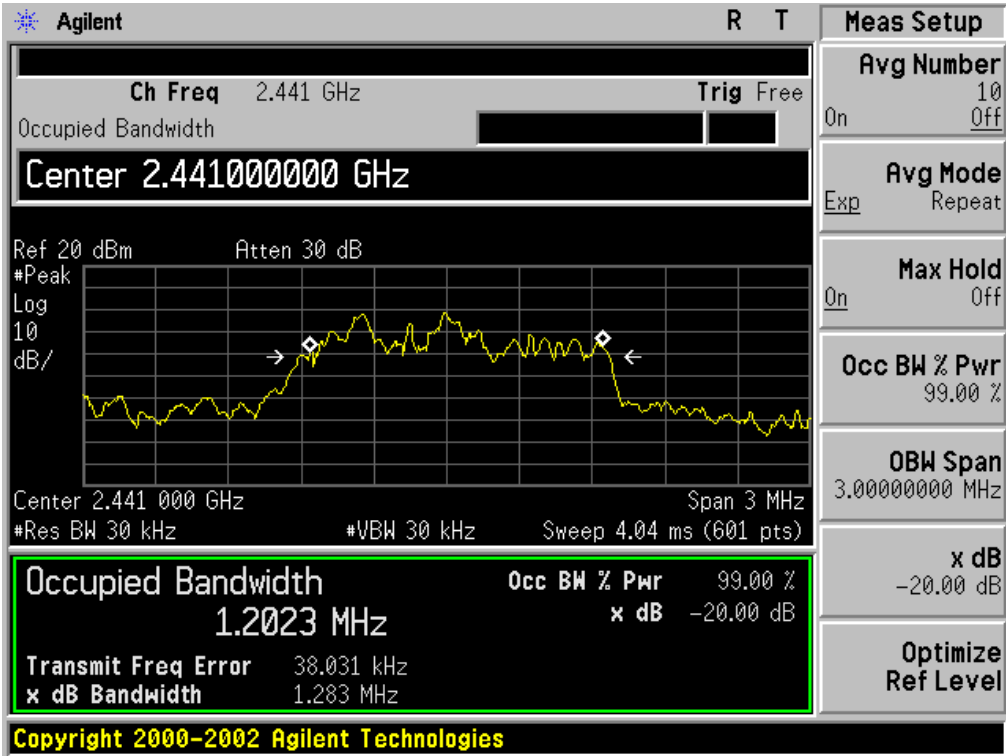 Agilent R T
Ch Freq 2.441 GHz Trig Free
Occupied Bandwidth
Center 2.441000000 GHz
Ref 20 dBm Atten 30 dB
#Peak
Log
10
dB/
Center 2.441 000 GHz Span 3 MHz
#Res BW 30 kHz #VBW 30 kHz Sweep 4.04 ms (601 pts)
Occupied Bandwidth Occ BW % Pwr 99.00 %
1.2023 MHz x dB -20.00 dB
Transmit Freq Error 38.031 kHz
x dB Bandwidth 1.283 MHz
Copyright 2000-2002 Agilent Technologies
Meas Setup
Avg Number
10
On Off
Avg Mode
Exp Repeat
Max Hold
On Off
Occ BW % Pwr
99.00 %
OBW Span
3.00000000 MHz
x dB
-20.00 dB
Optimize
Ref Level